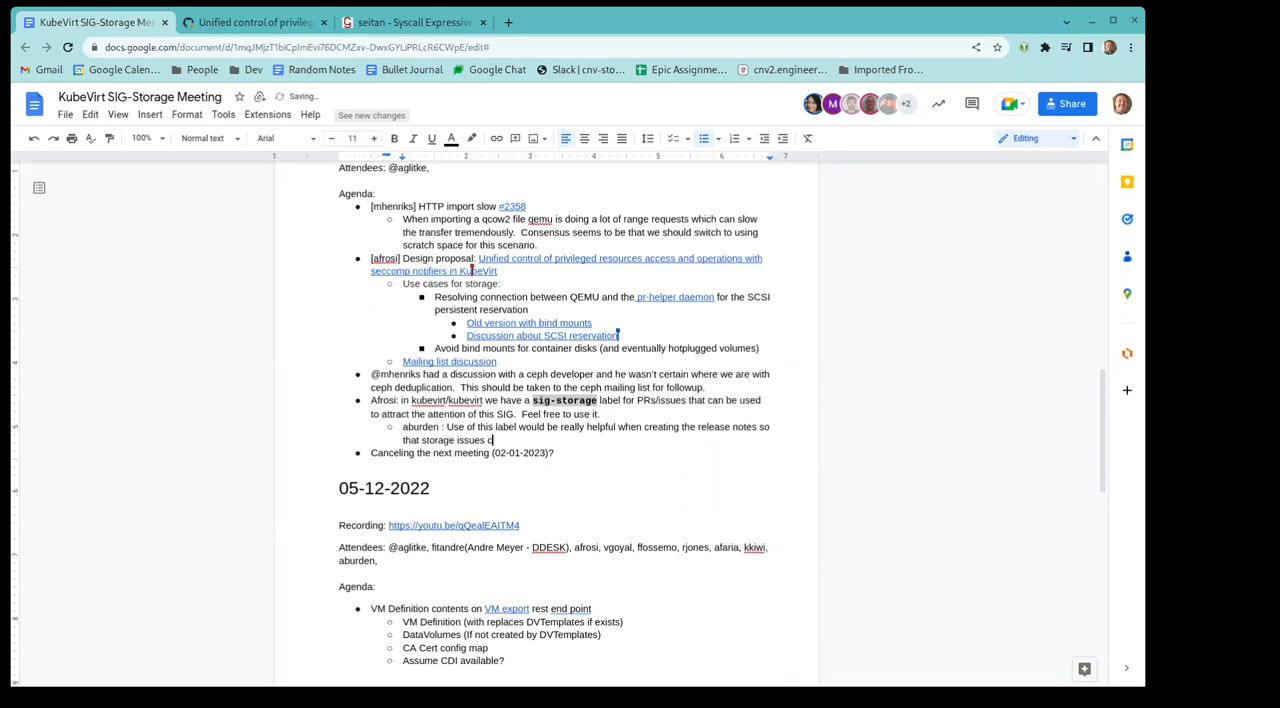 KubeVirt SIG-Storage Mee
Unified control of privileg
seitan - Syscall Expressive
docs.google.com/document/d/1mqJMjzT1biCpImEvi76DCMZxv-DwxGYLiPRLcR6CWpE/edit#
Gmail
Google Calen...
People
Dev
Random Notes
Bullet Journal
Google Chat
Slack | cnv-sto...
Epic Assignme...
cnv2.engineer...
Imported Fro...
KubeVirt SIG-Storage Meeting
Saving...
File Edit View Insert Format Tools Extensions Help
See new changes
M
+2
Share
100%
Normal text
Arial
11
B I U A
Editing
1 1 2 3 4 5 6 7
Attendees: @aglitke,
Agenda:
● [mhenriks] HTTP import slow #2358
○ When importing a qcow2 file qemu is doing a lot of range requests which can slow
the transfer tremendously. Consensus seems to be that we should switch to using
scratch space for this scenario.
● [afrosi] Design proposal: Unified control of privileged resources access and operations with
seccomp notifiers in KubeVirt
○ Use cases for storage:
■ Resolving connection between QEMU and the pr-helper daemon for the SCSI
persistent reservation
● Old version with bind mounts
● Discussion about SCSI reservation
■ Avoid bind mounts for container disks (and eventually hotplugged volumes)
○ Mailing list discussion
● @mhenriks had a discussion with a ceph developer and he wasn't certain where we are with
ceph deduplication. This should be taken to the ceph mailing list for followup.
● Afrosi: in kubevirt/kubevirt we have a sig-storage label for PRs/issues that can be used
to attract the attention of this SIG. Feel free to use it.
○ aburden : Use of this label would be really helpful when creating the release notes so
that storage issues c
● Canceling the next meeting (02-01-2023)?
05-12-2022
Recording: https://youtu.be/qQealEAITM4
Attendees: @aglitke, fitandre(Andre Meyer - DDESK), afrosi, vgoyal, ffossemo, rjones, afaria, kkiwi,
aburden,
Agenda:
● VM Definition contents on VM export rest end point
○ VM Definition (with replaces DVTemplates if exists)
○ DataVolumes (If not created by DVTemplates)
○ CA Cert config map
○ Assume CDI available?